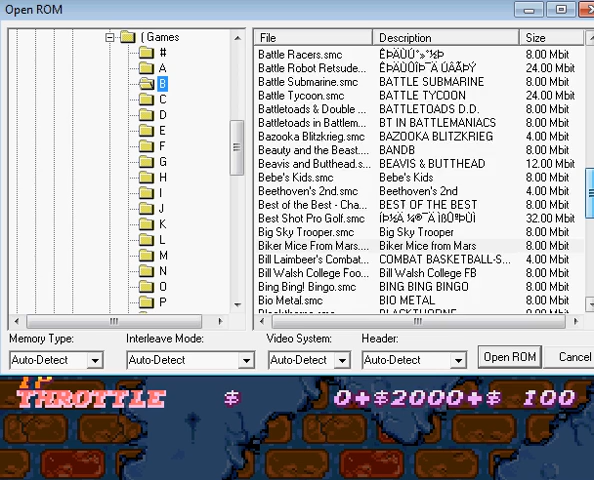 Open ROM
( Games
#
A
B
C
D
E
F
G
H
I
J
K
L
M
N
O
P
File Description Size
Battle Racers.smc 8.00 Mbit
Battle Robot Retsude... 24.00 Mbit
Battle Submarine.smc BATTLE SUBMARINE 8.00 Mbit
Battle Tycoon.smc BATTLE TYCOON 24.00 Mbit
Battletoads & Double ... BATTLETOADS D.D. 8.00 Mbit
Battletoads in Battlem... BT IN BATTLEMANIACS 8.00 Mbit
Bazooka Blitzkrieg.smc BAZOOKA BLITZKRIEG 4.00 Mbit
Beauty and the Beast.... BANDB 8.00 Mbit
Beavis and Butthead.s... BEAVIS & BUTTHEAD 12.00 Mbit
Bebe's Kids.smc Bebe's Kids 8.00 Mbit
Beethoven's 2nd.smc Beethoven's 2nd 4.00 Mbit
Best of the Best - Cha... BEST OF THE BEST 8.00 Mbit
Best Shot Pro Golf.smc 32.00 Mbit
Big Sky Trooper.smc Big Sky Trooper 8.00 Mbit
Biker Mice From Mars.... Biker Mice from Mars 8.00 Mbit
Bill Laimbeer's Combat... COMBAT BASKETBALL-S... 4.00 Mbit
Bill Walsh College Foo... Bill Walsh College FB 8.00 Mbit
Bing Bing! Bingo.smc BING BING BINGO 8.00 Mbit
Bio Metal.smc BIO METAL 8.00 Mbit
Memory Type: Interleave Mode: Video System: Header:
Auto-Detect Auto-Detect Auto-Detect Auto-Detect Open ROM Cancel
THROTTLE $ 0+$2000+$ 100